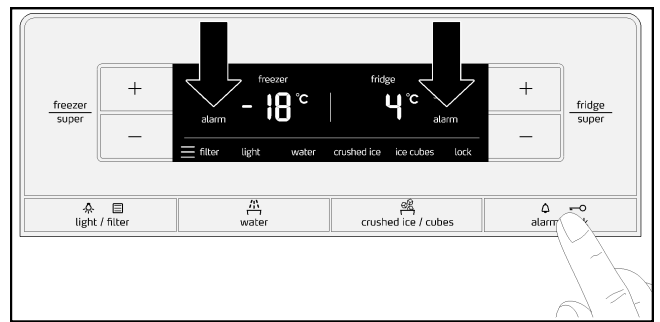 freezer
super
+
−
freezer
alarm
-18 °C
fridge
4 °C
alarm
filter light water crushed ice ice cubes lock
+
−
fridge
super
light / filter
water
crushed ice / cubes
alarm